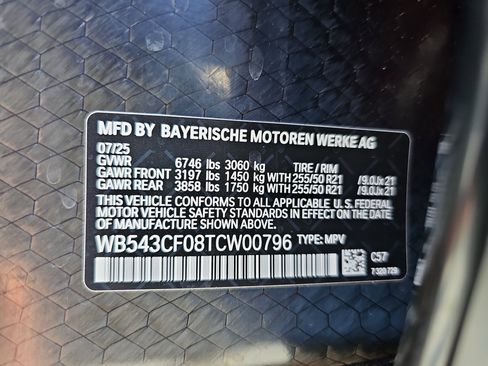 MFD BY BAYERISCHE MOTOREN WERKE AG
07/25
GVWR 6746 lbs 3060 kg TIRE / RIM
GAWR FRONT 3197 lbs 1450 kg WITH 255/50 R21 /9.0Jx21
GAWR REAR 3858 lbs 1750 kg WITH 255/50 R21 /9.0Jx21
THIS VEHICLE CONFORMS TO ALL APPLICABLE U.S. FEDERAL
MOTOR VEHICLE SAFETY STANDARDS IN EFFECT ON THE DATE
OF MANUFACTURE SHOWN ABOVE.
WB543CF08TCW00796 TYPE: MPV
C57
7 320 729